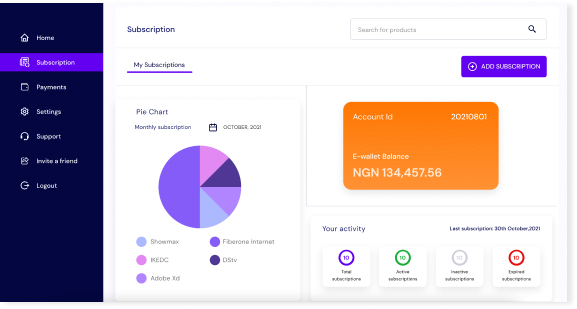 Home
Subscription
Payments
Settings
Support
Invite a friend
Logout
Subscription
Search for products
My Subscriptions
ADD SUBSCRIPTION
Pie Chart
Monthly subscription
OCTOBER, 2021
Showmax
Fiberone Internet
IKEDC
DStv
Adobe Xd
Account Id 20210801
E-wallet Balance
NGN 134,457.56
Your activity
Last subscription: 30th October,2021
10 10 10 10
Total Active Inactive Expired
subscriptions subscriptions subscriptions subscriptions